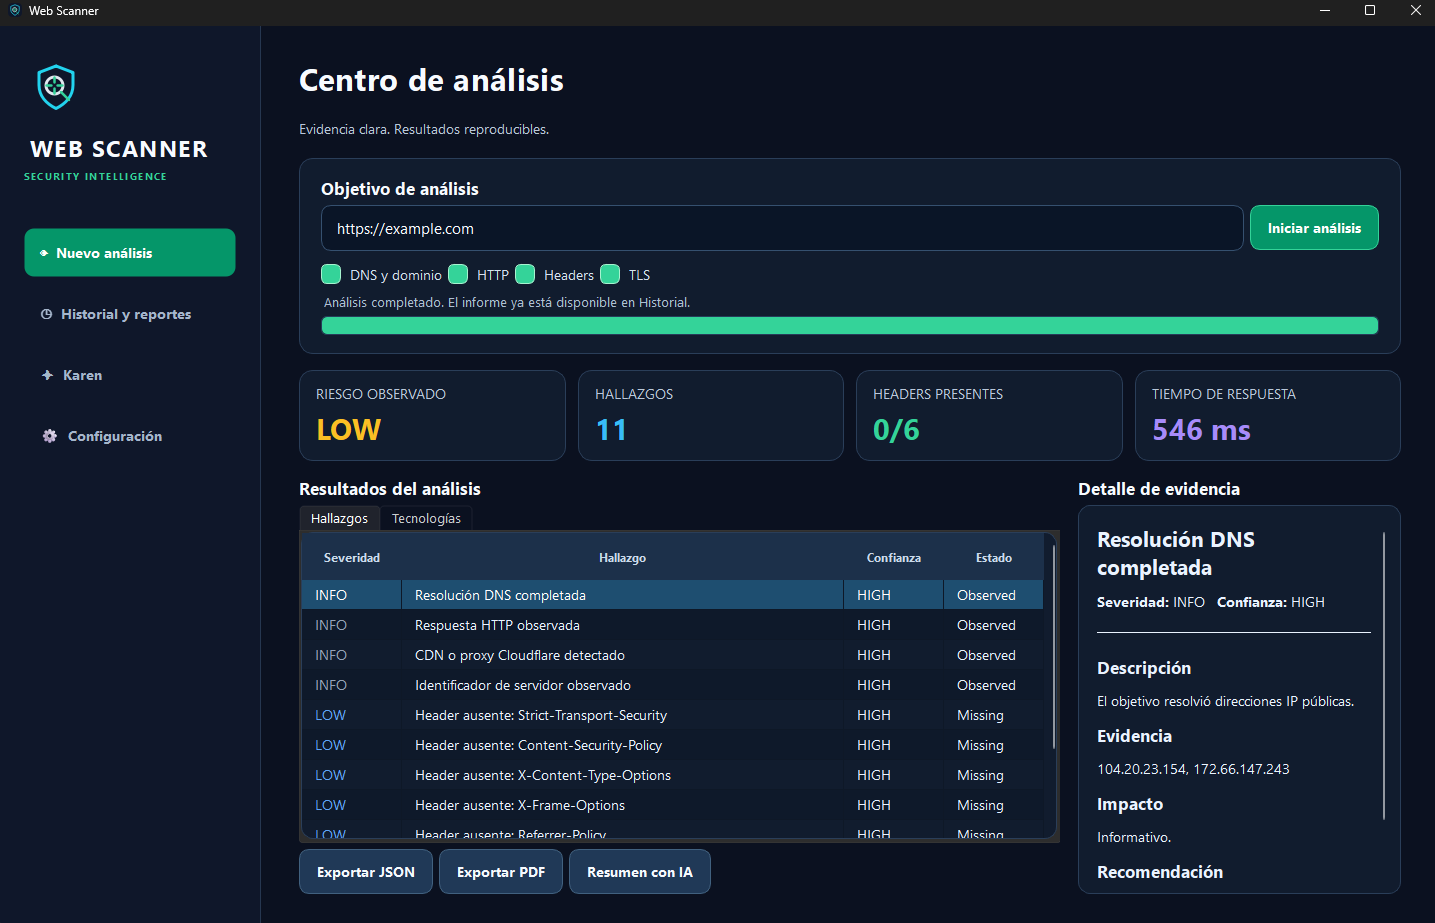 Web Scanner
WEB SCANNER
SECURITY INTELLIGENCE
Nuevo análisis
Historial y reportes
Karen
Configuración
Centro de análisis
Evidencia clara. Resultados reproducibles.
Objetivo de análisis
https://example.com
Iniciar análisis
DNS y dominio HTTP Headers TLS
Análisis completado. El informe ya está disponible en Historial.
RIESGO OBSERVADO
LOW
HALLAZGOS
11
HEADERS PRESENTES
0/6
TIEMPO DE RESPUESTA
546 ms
Resultados del análisis
Hallazgos Tecnologías
Severidad Hallazgo Confianza Estado
INFO Resolución DNS completada HIGH Observed
INFO Respuesta HTTP observada HIGH Observed
INFO CDN o proxy Cloudflare detectado HIGH Observed
INFO Identificador de servidor observado HIGH Observed
LOW Header ausente: Strict-Transport-Security HIGH Missing
LOW Header ausente: Content-Security-Policy HIGH Missing
LOW Header ausente: X-Content-Type-Options HIGH Missing
LOW Header ausente: X-Frame-Options HIGH Missing
LOW Header ausente: Referrer-Policy HIGH Missing
Exportar JSON Exportar PDF Resumen con IA
Detalle de evidencia
Resolución DNS
completada
Severidad: INFO Confianza: HIGH
Descripción
El objetivo resolvió direcciones IP públicas.
Evidencia
104.20.23.154, 172.66.147.243
Impacto
Informativo.
Recomendación